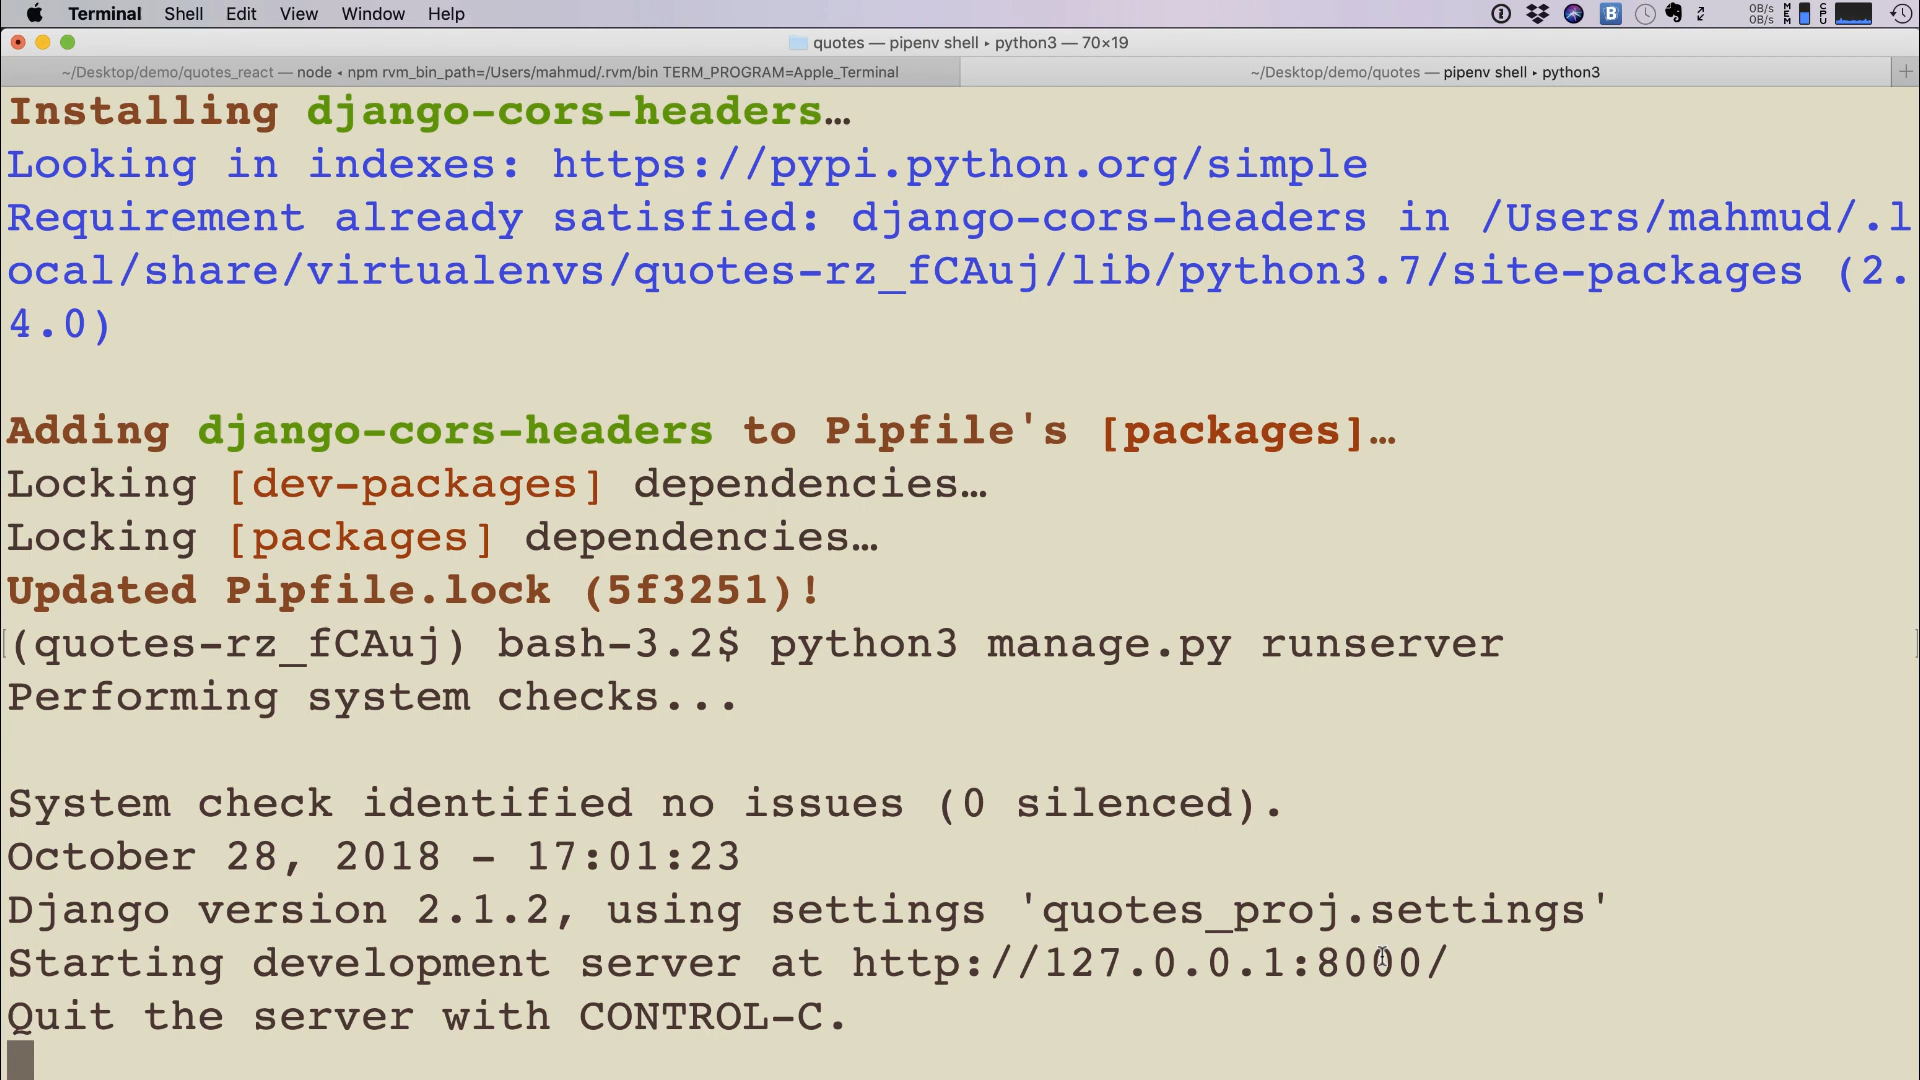 Terminal Shell Edit View Window Help
0B/s
0B/s
MEM
CPU
quotes — pipenv shell ▸ python3 — 70×19
~/Desktop/demo/quotes_react — node ◂ npm rvm_bin_path=/Users/mahmud/.rvm/bin TERM_PROGRAM=Apple_Terminal
~/Desktop/demo/quotes — pipenv shell ▸ python3
Installing django-cors-headers…
Looking in indexes: https://pypi.python.org/simple
Requirement already satisfied: django-cors-headers in /Users/mahmud/.l
ocal/share/virtualenvs/quotes-rz_fCAuj/lib/python3.7/site-packages (2.
4.0)
Adding django-cors-headers to Pipfile's [packages]…
Locking [dev-packages] dependencies…
Locking [packages] dependencies…
Updated Pipfile.lock (5f3251)!
(quotes-rz_fCAuj) bash-3.2$ python3 manage.py runserver
Performing system checks...
System check identified no issues (0 silenced).
October 28, 2018 - 17:01:23
Django version 2.1.2, using settings 'quotes_proj.settings'
Starting development server at http://127.0.0.1:8000/
Quit the server with CONTROL-C.